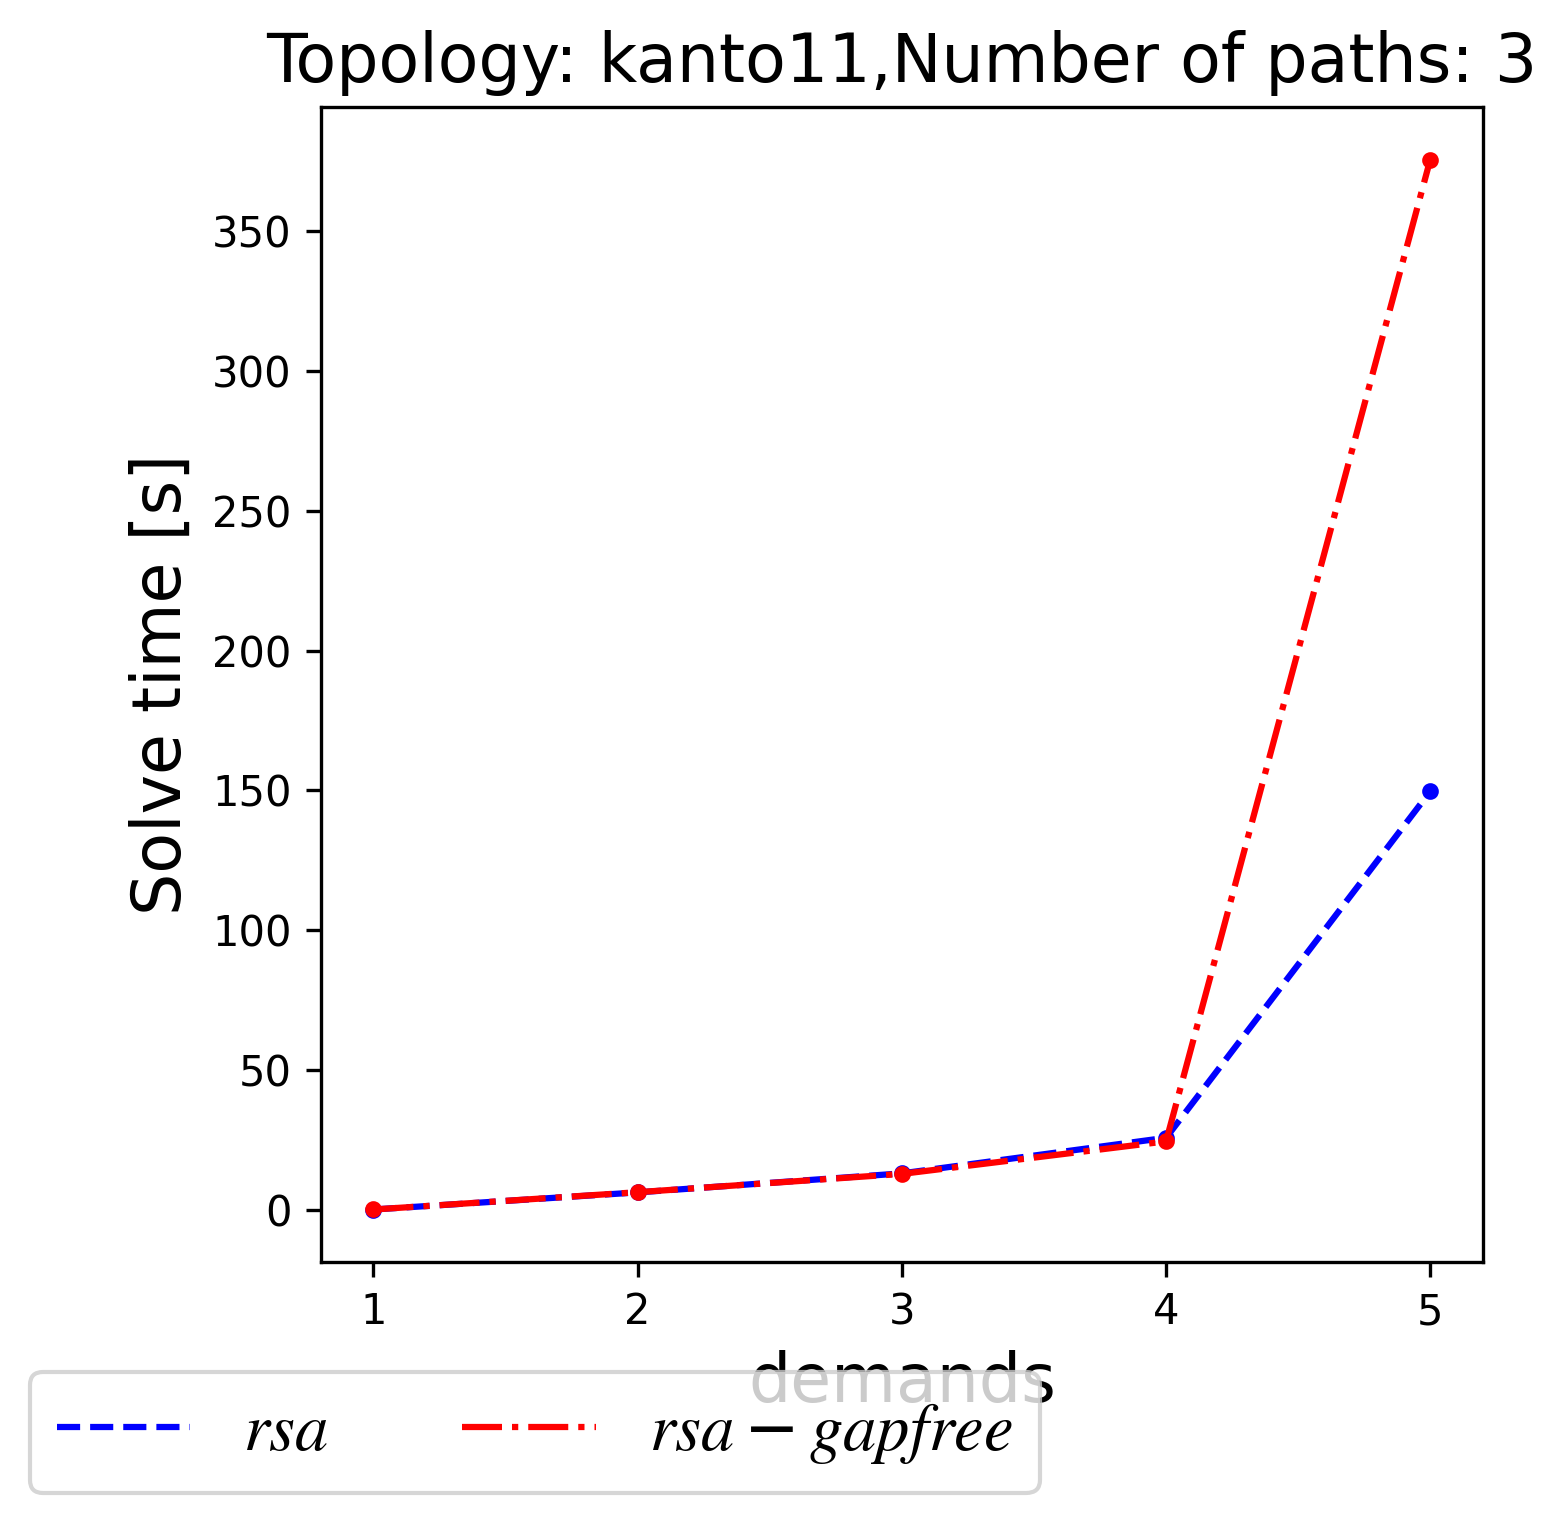 Topology: kanto11,Number of paths: 3
Solve time [s]
350
300
250
200
150
100
50
0
1 2 3 4 5
demands
rsa rsa − gapfree